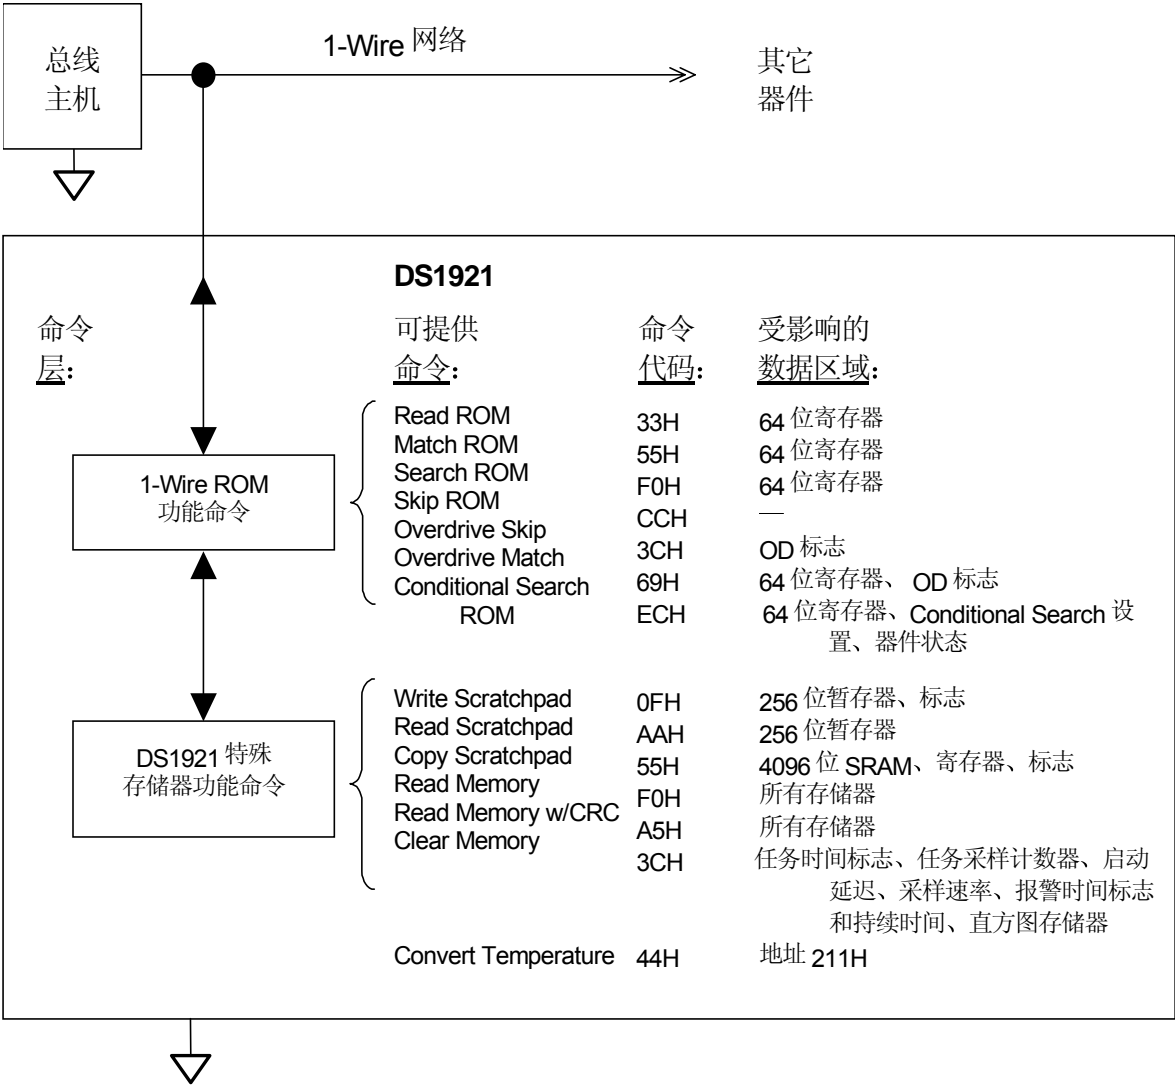 总线
主机
1-Wire 网络
其它
器件
DS1921
命令
层：
可提供
命令：
命令
代码：
受影响的
数据区域：
1-Wire ROM
功能命令
Read ROM 33H 64 位寄存器
Match ROM 55H 64 位寄存器
Search ROM F0H 64 位寄存器
Skip ROM CCH —
Overdrive Skip 3CH OD 标志
Overdrive Match 69H 64 位寄存器、 OD 标志
Conditional Search
ROM ECH 64 位寄存器、Conditional Search 设
置、器件状态
DS1921 特殊
存储器功能命令
Write Scratchpad 0FH 256 位暂存器、标志
Read Scratchpad AAH 256 位暂存器
Copy Scratchpad 55H 4096 位 SRAM、寄存器、标志
Read Memory F0H 所有存储器
Read Memory w/CRC A5H 所有存储器
Clear Memory 3CH 任务时间标志、任务采样计数器、启动
延迟、采样速率、报警时间标志
和持续时间、直方图存储器
Convert Temperature 44H 地址 211H